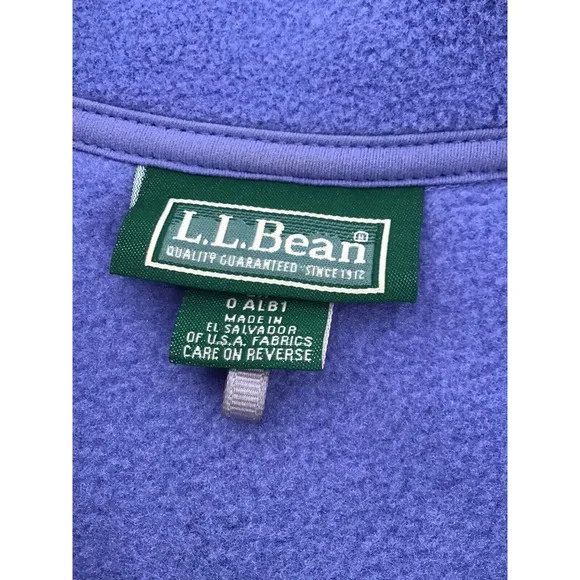 L.L.Bean®
QUALITY GUARANTEED SINCE 1912
0 ALB1
MADE IN
EL SALVADOR
OF U.S.A. FABRICS
CARE ON REVERSE